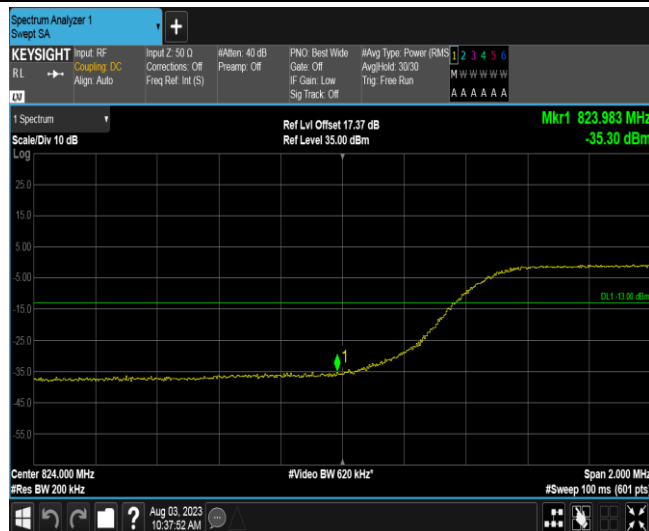 Spectrum Analyzer 1
Swept SA
+
KEYSIGHT Input: RF Input Z: 50 Ω #Atten: 40 dB PNO: Best Wide #Avg Type: Power (RMS 1 2 3 4 5 6
RL Coupling: DC Corrections: Off Preamp: Off Gate: Off Avg|Hold: 30/30 M W W W W W
Align: Auto Freq Ref: Int (S) IF Gain: Low Trig: Free Run
Sig Track: Off A A A A A A
1 Spectrum Ref Lvl Offset 17.37 dB Mkr1 823.983 MHz
Scale/Div 10 dB Ref Level 35.00 dBm -35.30 dBm
Log
25.0
15.0
5.00
-5.00
DL1 -13.00 dBm
-15.0
-25.0
1
-35.0
-45.0
-55.0
Center 824.000 MHz #Video BW 620 kHz* Span 2.000 MHz
#Res BW 200 kHz #Sweep 100 ms (601 pts)
? Aug 03, 2023
10:37:52 AM